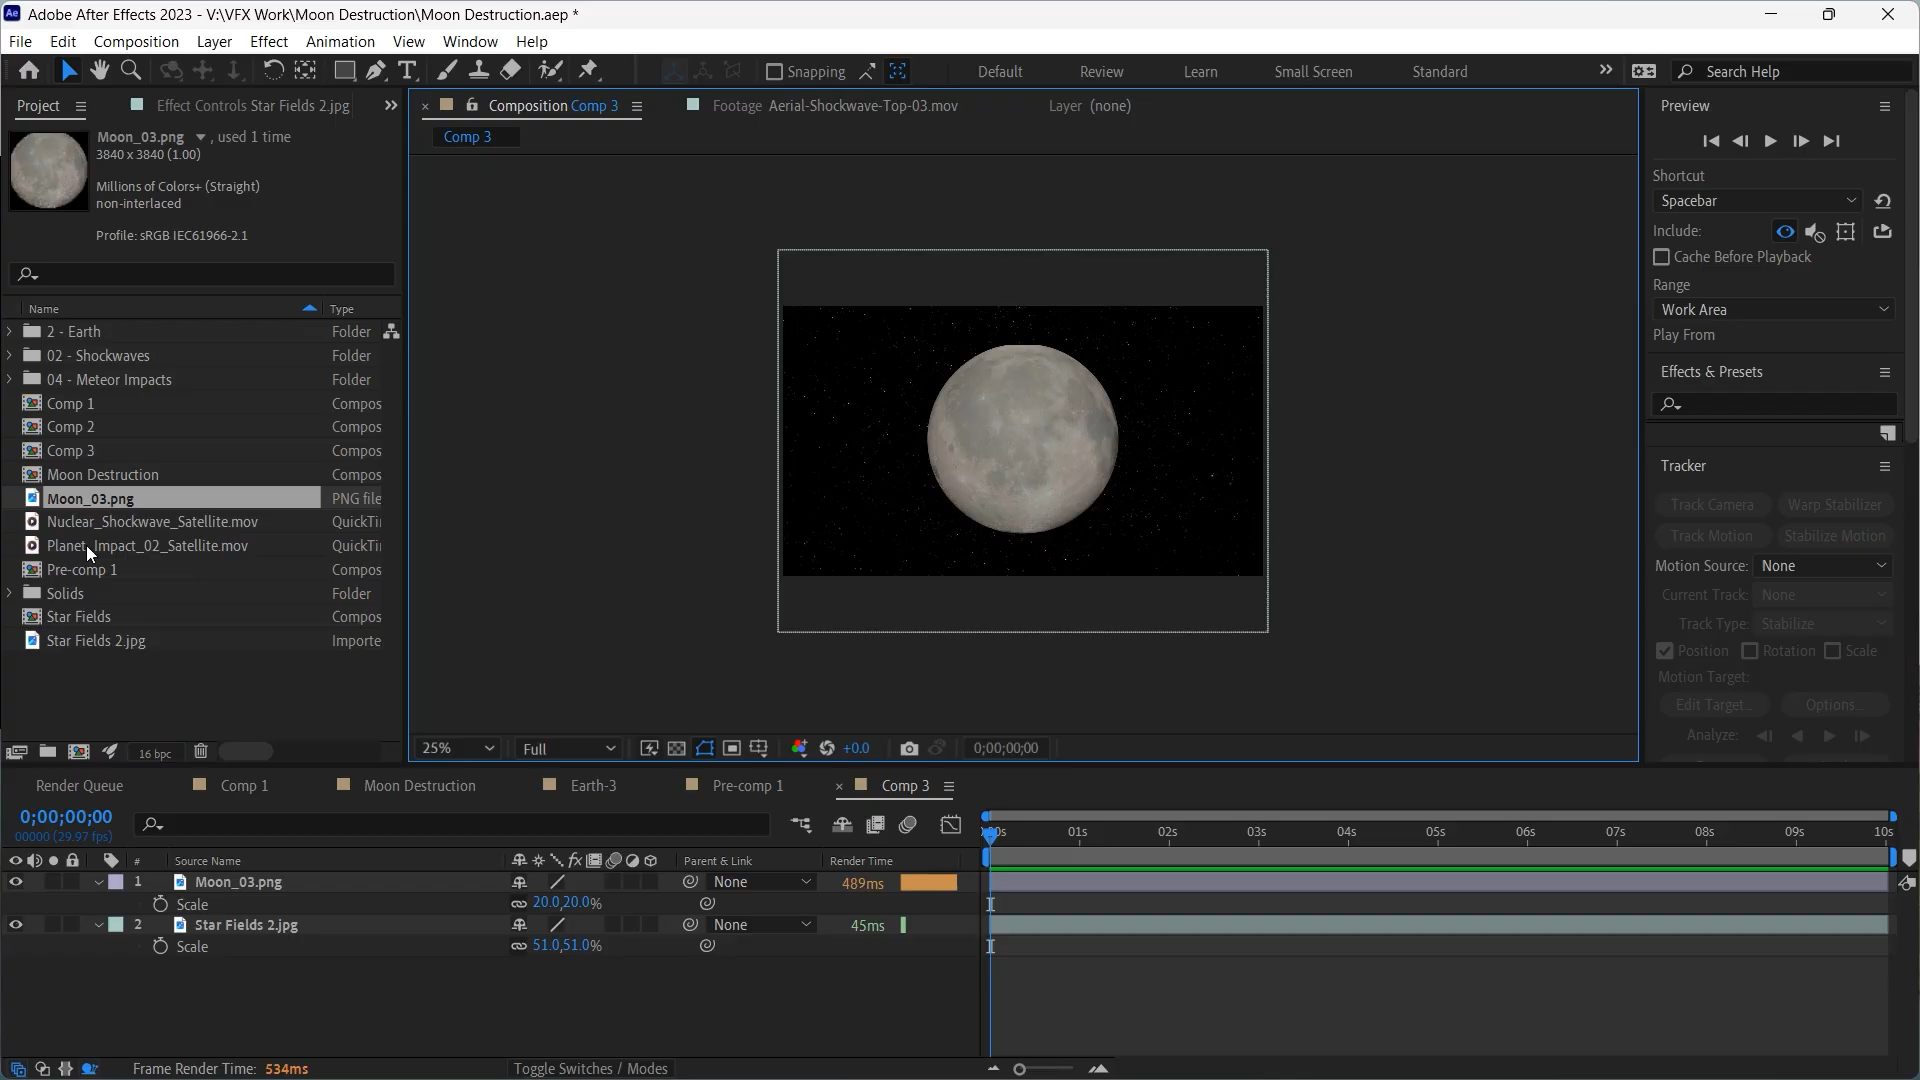 Adobe After Effects 2023 - V:\VFX Work\Moon Destruction\Moon Destruction.aep *
File Edit Composition Layer Effect Animation View Window Help
Snapping Default Review Learn Small Screen Standard Search Help
Project Effect Controls Star Fields 2.jpg
Composition Comp 3 Footage Aerial-Shockwave-Top-03.mov Layer (none)
Comp 3
Moon_03.png , used 1 time
3840 x 3840 (1.00)
Millions of Colors+ (Straight)
non-interlaced
Profile: sRGB IEC61966-2.1
Name Type
2 - Earth Folder
02 - Shockwaves Folder
04 - Meteor Impacts Folder
Comp 1 Compos
Comp 2 Compos
Comp 3 Compos
Moon Destruction Compos
Moon_03.png PNG file
Nuclear_Shockwave_Satellite.mov QuickTi
Planet_Impact_02_Satellite.mov QuickTi
Pre-comp 1 Compos
Solids Folder
Star Fields Compos
Star Fields 2.jpg Importe
16 bpc
25% Full +0.0 0;00;00;00
Preview
Shortcut
Spacebar
Include:
Cache Before Playback
Range
Work Area
Play From
Effects & Presets
Tracker
Track Camera Warp Stabilizer
Track Motion Stabilize Motion
Motion Source: None
Current Track: None
Track Type: Stabilize
Position Rotation Scale
Motion Target:
Edit Target... Options...
Analyze:
Render Queue Comp 1 Moon Destruction Earth-3 Pre-comp 1 Comp 3
0;00;00;00
00000 (29.97 fps)
01s 02s 03s 04s 05s 06s 07s 08s 09s 10s
# Source Name Parent & Link Render Time
1 Moon_03.png None 489ms
Scale 20.0,20.0%
2 Star Fields 2.jpg None 45ms
Scale 51.0,51.0%
Frame Render Time: 534ms Toggle Switches / Modes